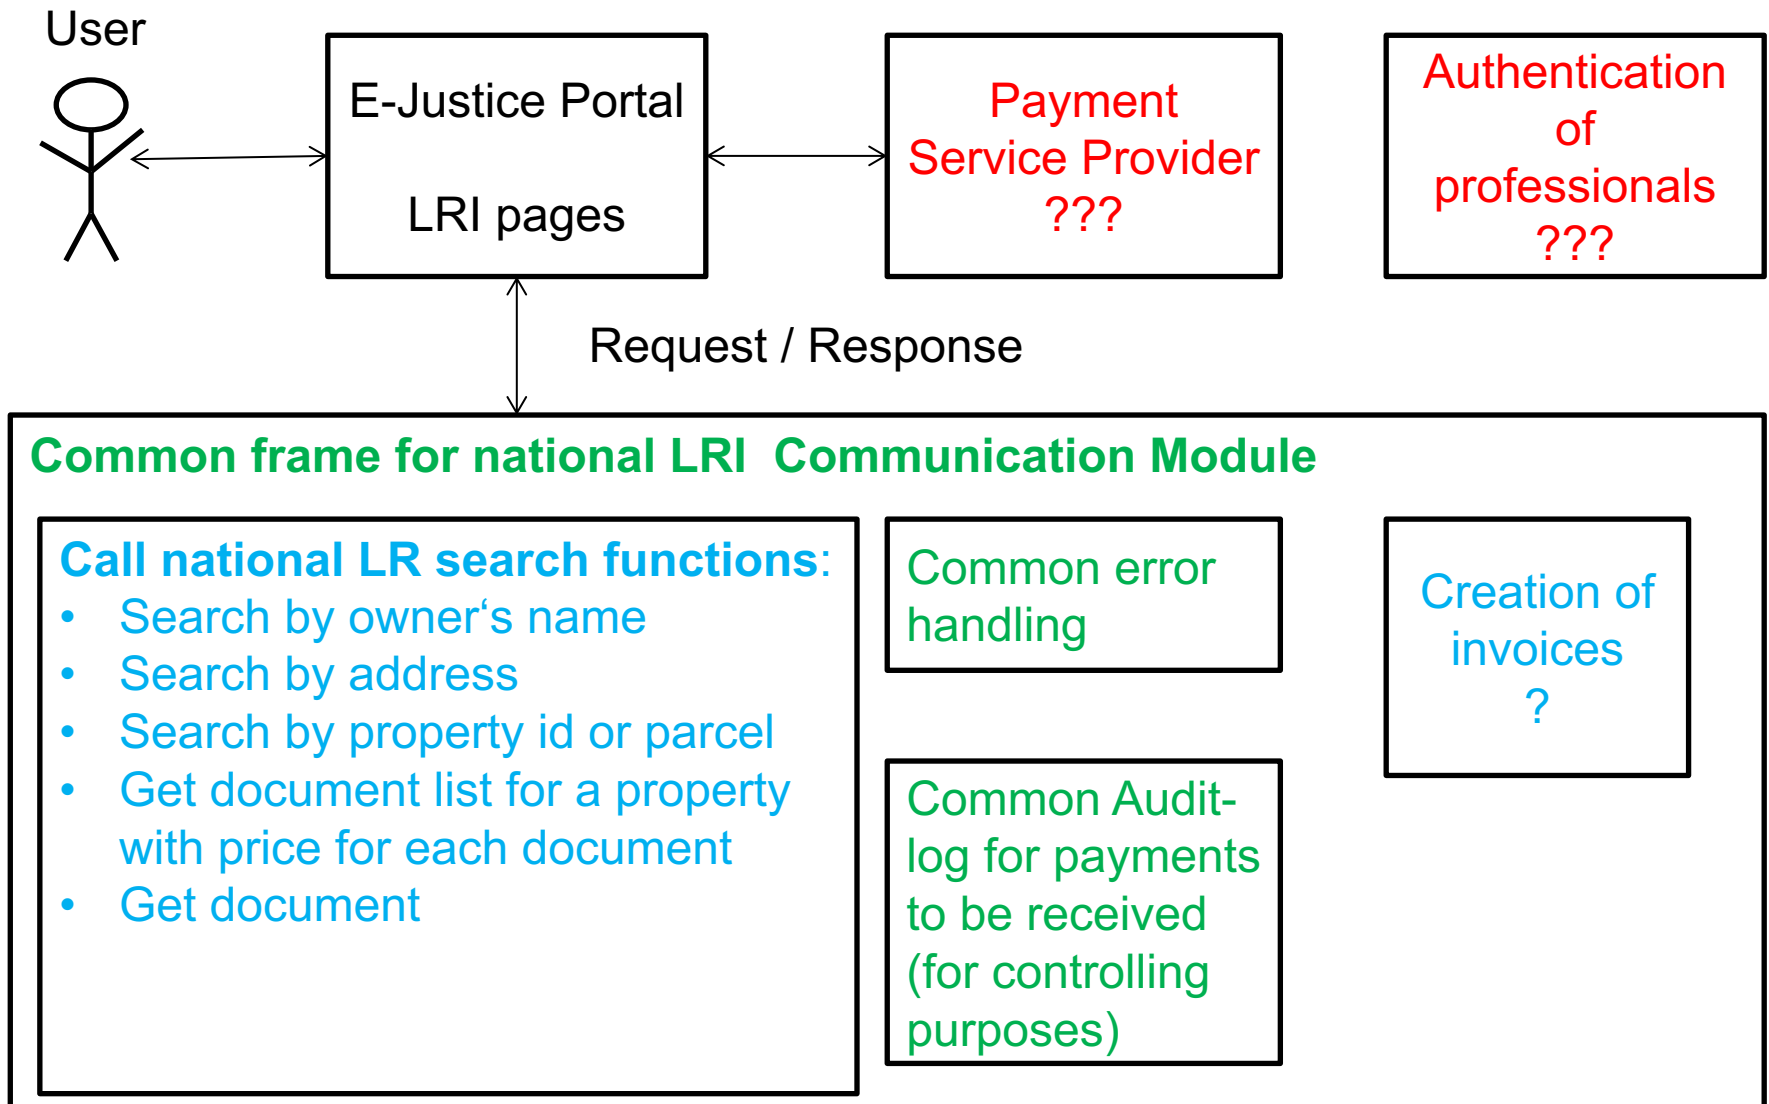 User
E-Justice Portal
LRI pages
Payment
Service Provider
???
Authentication
of
professionals
???
Request / Response
Common frame for national LRI  Communication Module
Call national LR search functions:
• Search by owner‘s name
• Search by address
• Search by property id or parcel
• Get document list for a property
with price for each document
• Get document
Common error
handling
Common Audit-
log for payments
to be received
(for controlling
purposes)
Creation of
invoices
?